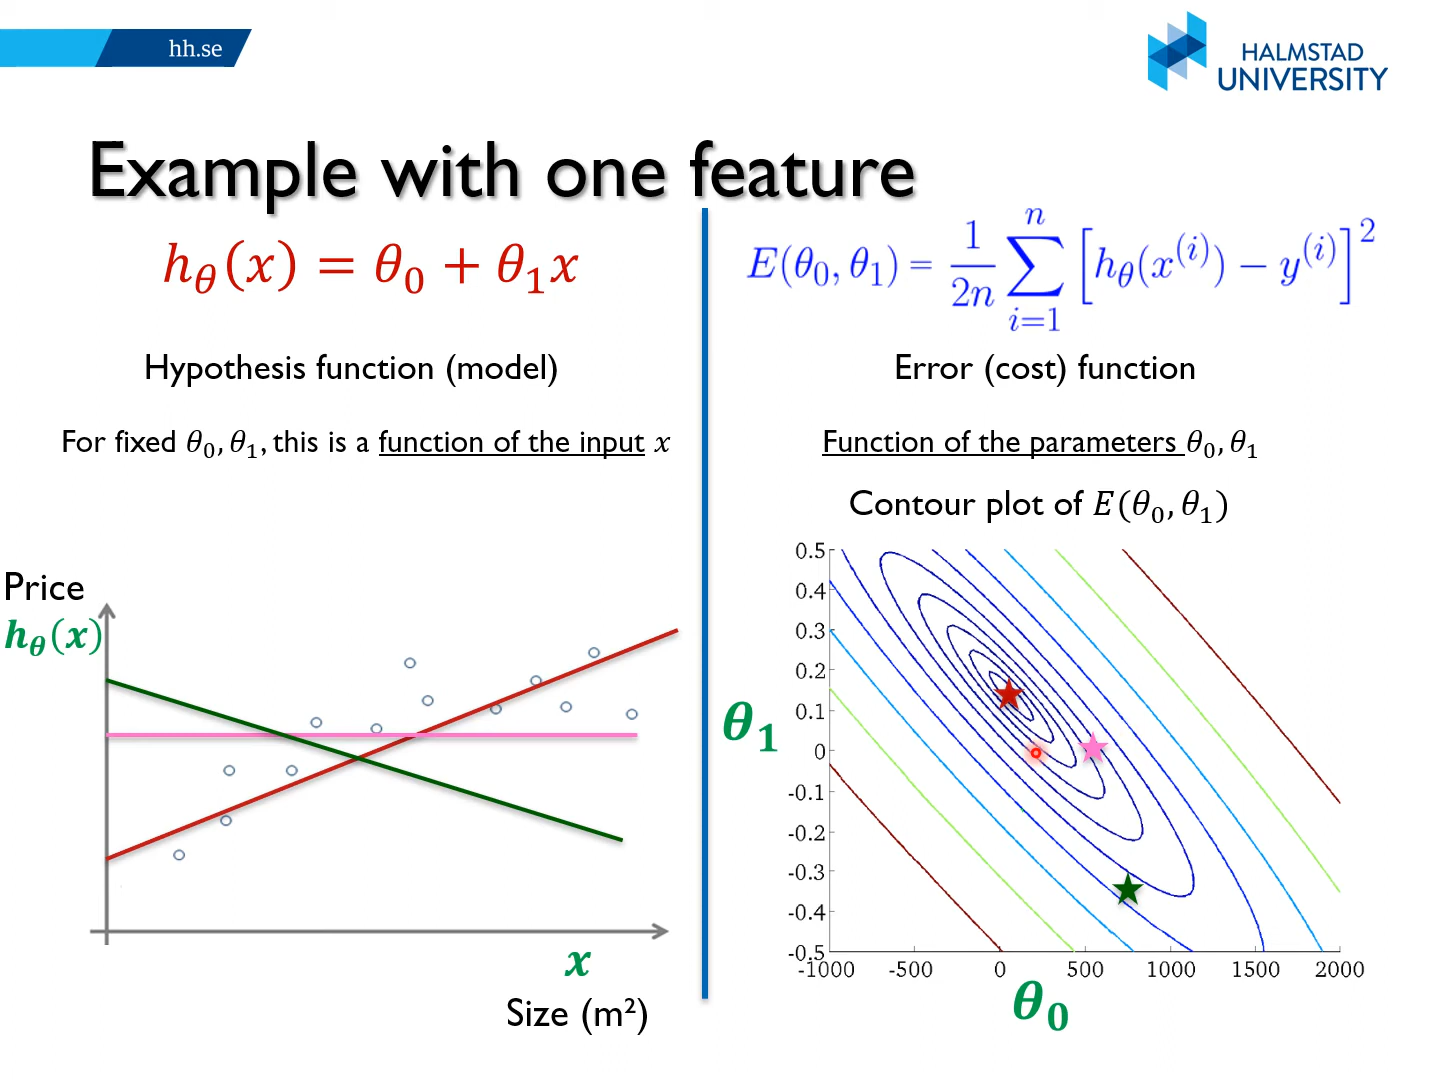 hh.se
HALMSTAD
UNIVERSITY
Example with one feature
h_θ(x) = θ₀ + θ₁x
Hypothesis function (model)
For fixed θ₀, θ₁, this is a function of the input x
Price
h_θ(x)
x
Size (m²)
E(θ₀, θ₁) = 1/2n ∑_{i=1}^{n} [h_θ(x^(i)) − y^(i)]²
Error (cost) function
Function of the parameters θ₀, θ₁
Contour plot of E(θ₀, θ₁)
0.5
0.4
0.3
0.2
0.1
0
-0.1
-0.2
-0.3
-0.4
-0.5
θ₁
-1000 -500 0 500 1000 1500 2000
θ₀